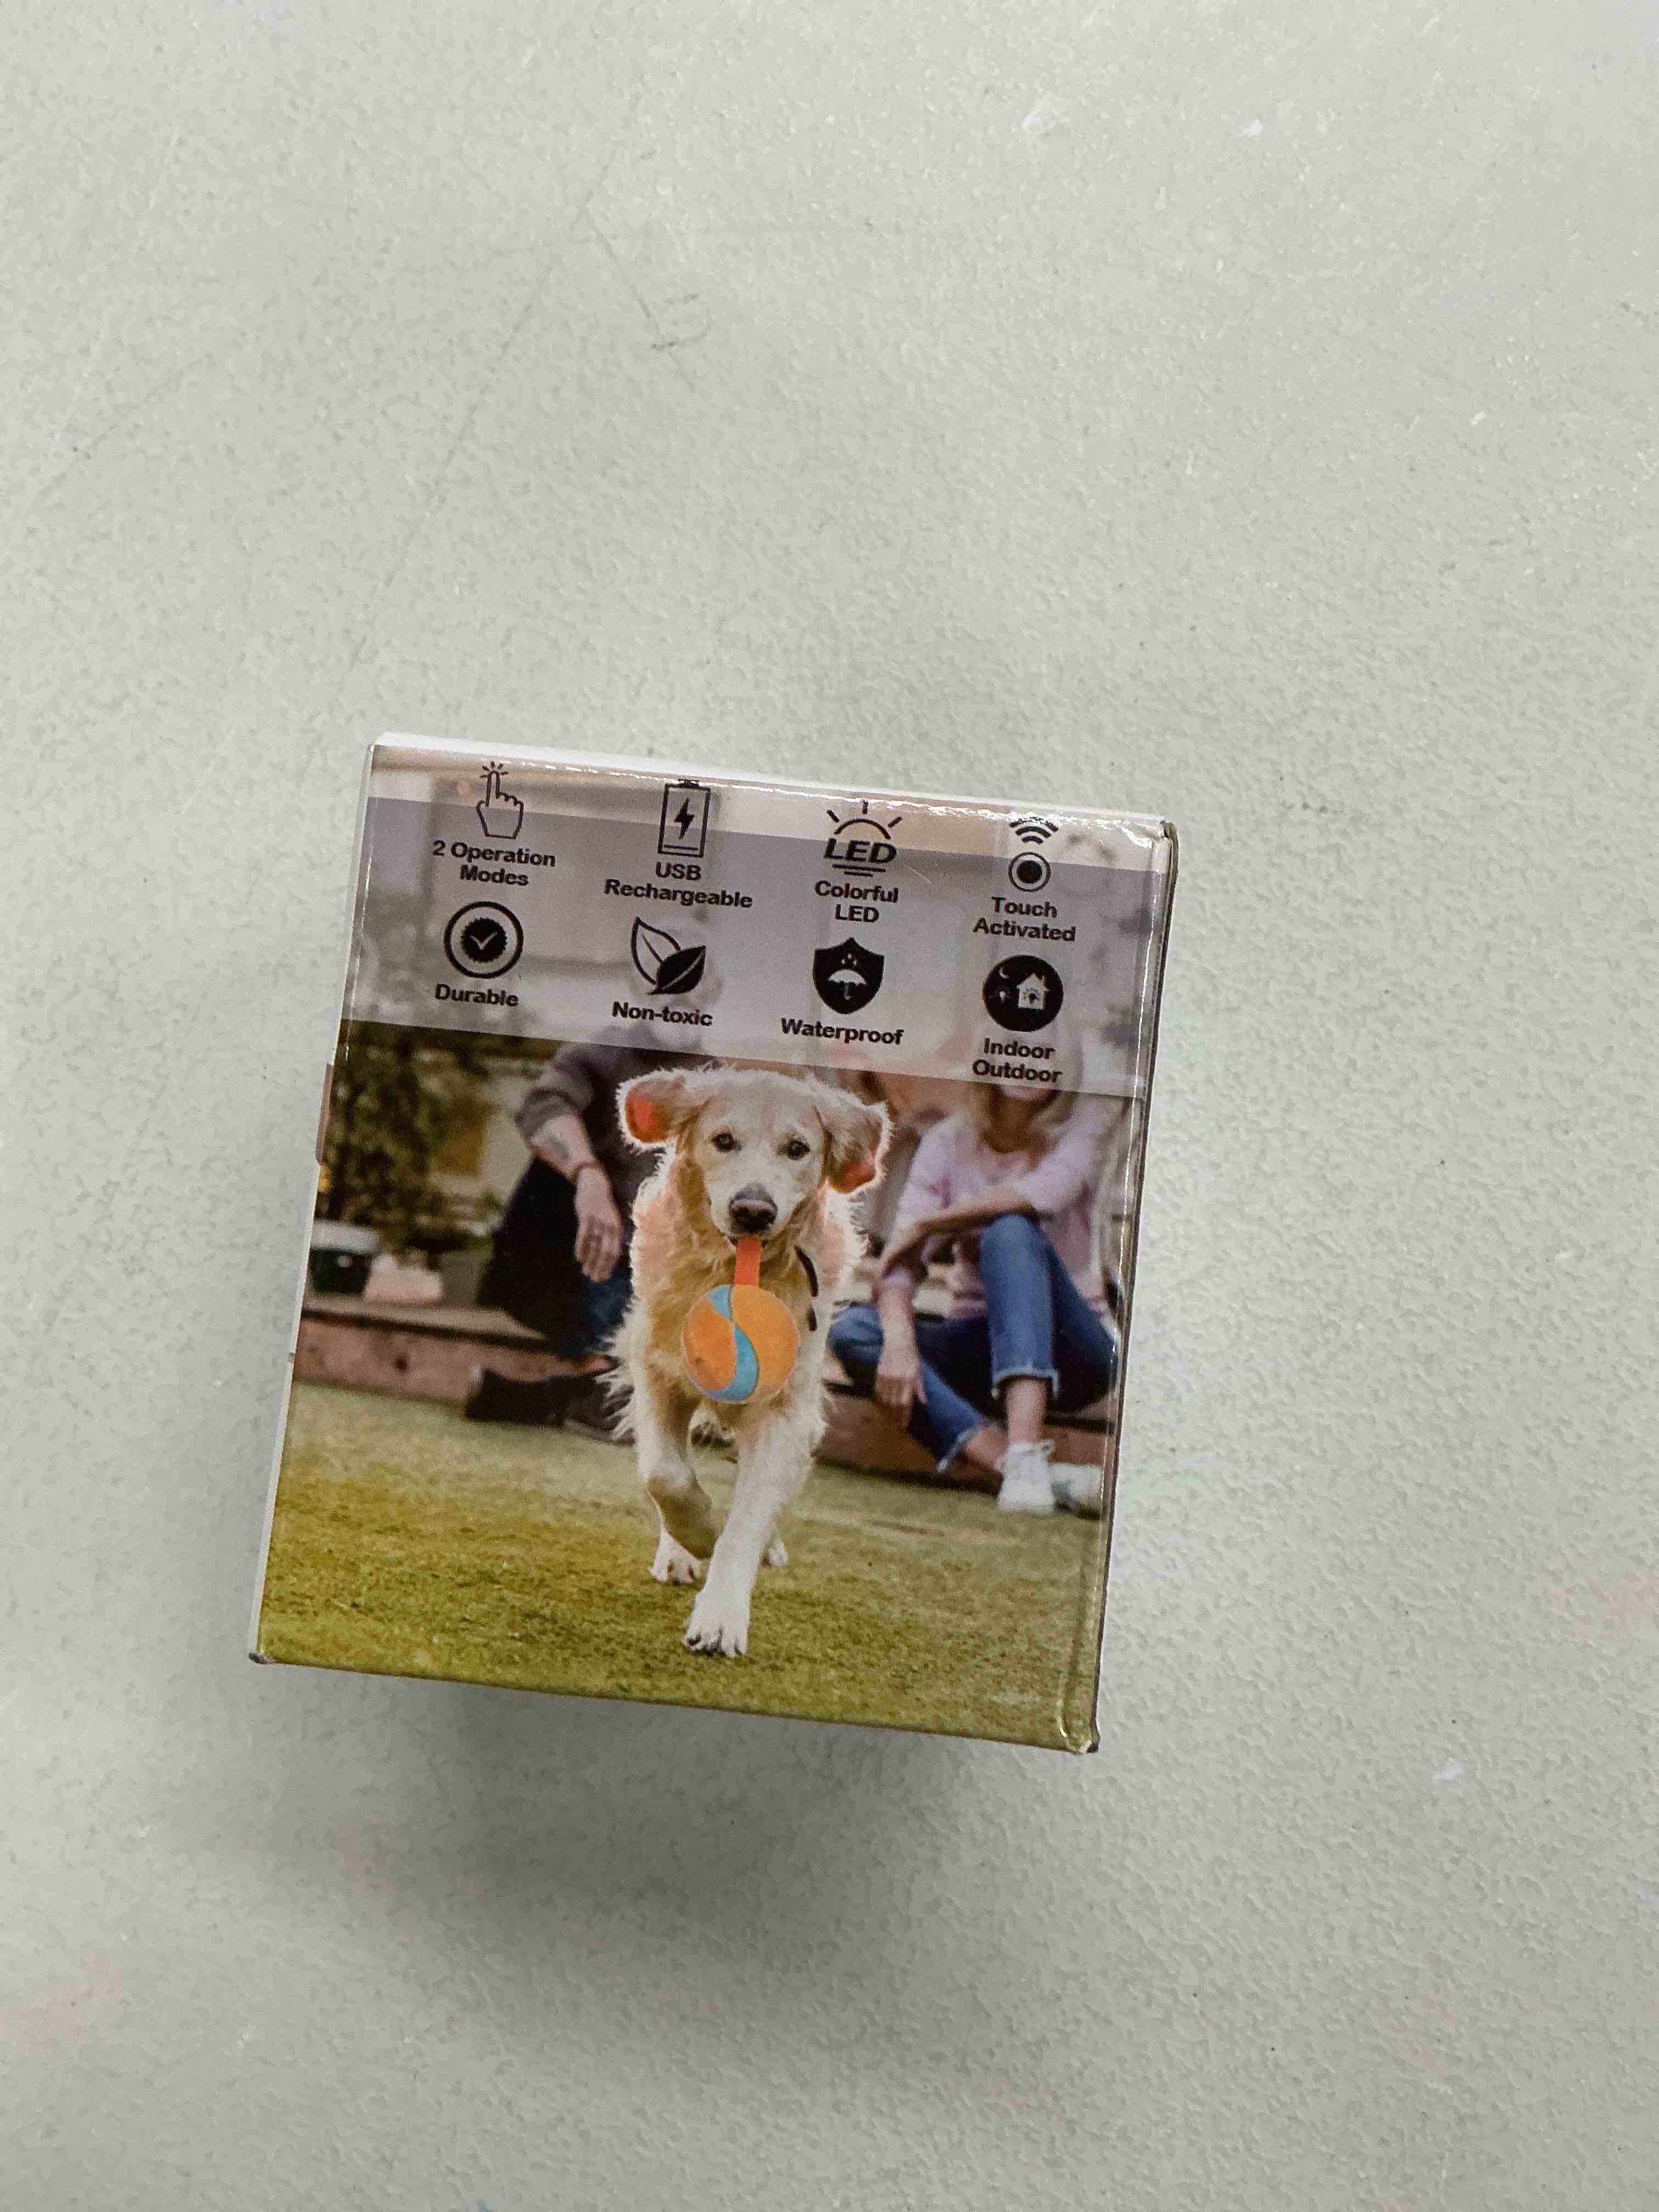 2 Operation
Modes
USB
Rechargeable
LED
Colorful
LED
Touch
Activated
Durable
Non-toxic
Waterproof
Indoor
Outdoor